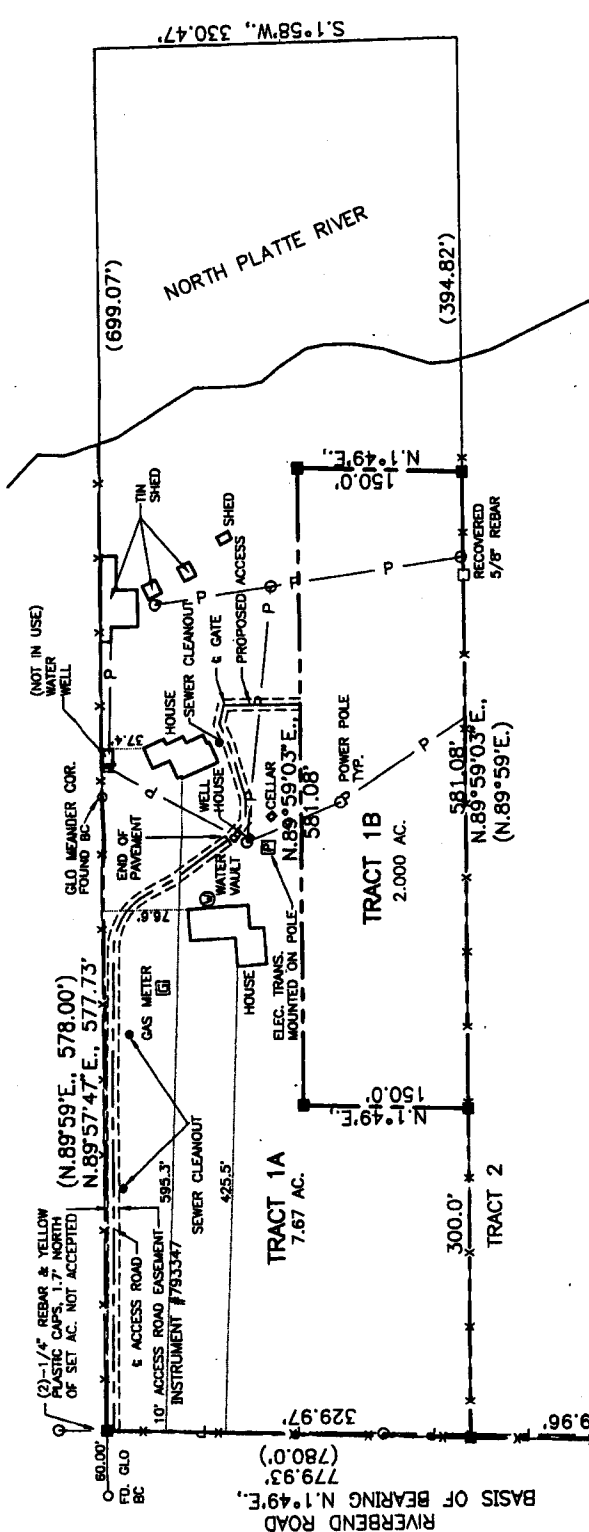 S.1°58'W., 330.47'
(699.07')
NORTH PLATTE RIVER
(394.82')
TIN
SHED
SHED
N.1°49'E.,
150.0'
RECOVERED
5/8" REBAR
(NOT IN USE)
WATER
WELL
SEWER CLEANOUT
℄ GATE
PROPOSED ACCESS
P
P
P
P
P
P
P
P
P
37.4'
HOUSE
GLO MEANDER COR.
FOUND BC
END OF
PAVEMENT
WELL
HOUSE
CELLAR
N.89°59'03"E.,
581.08'
POWER POLE
TYP.
581.08'
N.89°59'03"E.,
(N.89°59'E.)
WATER
VAULT
W
P
76.6'
ELEC. TRANS.
MOUNTED ON POLE
TRACT 1B
2.000 AC.
HOUSE
GAS METER
G
(N.89°59'E., 578.00')
N.89°57'47"E., 577.73'
N.1°49'E.,
150.0'
SEWER CLEANOUT
595.3'
425.5'
TRACT 1A
7.67 AC.
300.0'
TRACT 2
(2)-1/4" REBAR & YELLOW
PLASTIC CAPS, 1.7' NORTH
OF SET AC. NOT ACCEPTED
℄ ACCESS ROAD
10' ACCESS ROAD EASEMENT
INSTRUMENT #793347
60.00'
FD. GLO
BC
329.97'
(780.0')
779.93'
BASIS OF BEARING N.1°49'E.,
RIVERBEND ROAD
9.96'